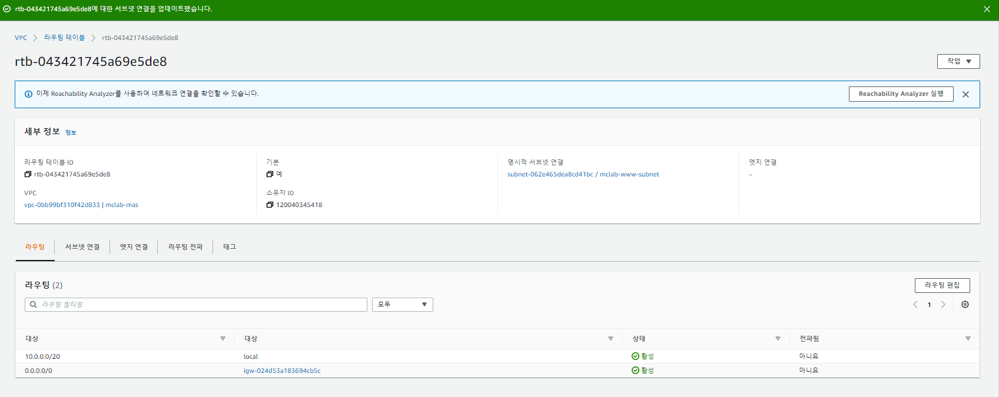 rtb-043421745a69e5de8에 대한 서브넷 연결을 업데이트했습니다.
VPC > 라우팅 테이블 > rtb-043421745a69e5de8
rtb-043421745a69e5de8
작업
이제 Reachability Analyzer를 사용하여 네트워크 연결을 확인할 수 있습니다.
Reachability Analyzer 실행
세부 정보 정보
라우팅 테이블 ID
rtb-043421745a69e5de8
VPC
vpc-0bb99bf310f42d833 | mclab-mas
기본
예
소유자 ID
120040345418
명시적 서브넷 연결
subnet-062e465dea8cd41bc / mclab-www-subnet
엣지 연결
–
라우팅 서브넷 연결 엣지 연결 라우팅 전파 태그
라우팅 (2)
라우팅 편집
라우팅 필터링 모두 1
대상 대상 상태 전파됨
10.0.0.0/20 local 활성 아니요
0.0.0.0/0 igw-024d53a183694cb5c 활성 아니요